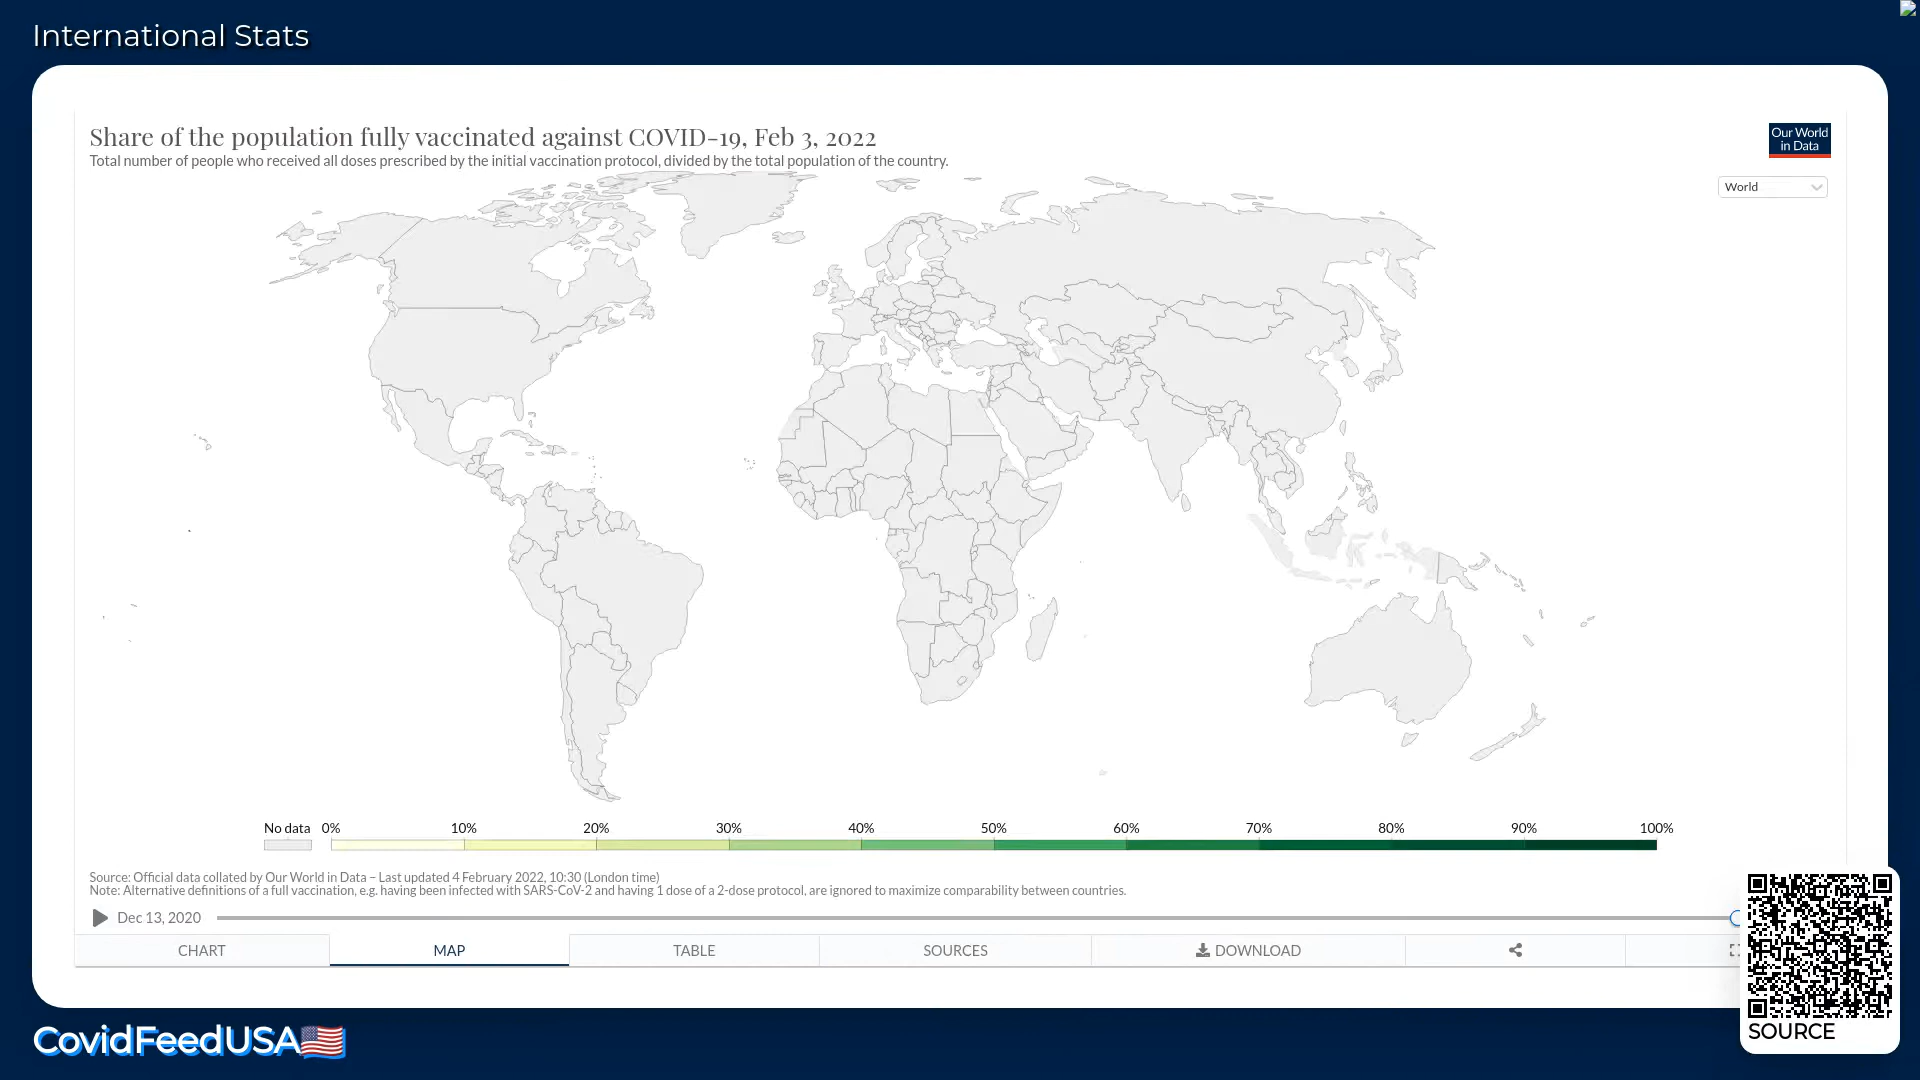 International Stats
Share of the population fully vaccinated against COVID-19, Feb 3, 2022
Total number of people who received all doses prescribed by the initial vaccination protocol, divided by the total population of the country.
Our World
in Data
World
No data 0% 10% 20% 30% 40% 50% 60% 70% 80% 90% 100%
Source: Official data collated by Our World in Data – Last updated 4 February 2022, 10:30 (London time)
Note: Alternative definitions of a full vaccination, e.g. having been infected with SARS-CoV-2 and having 1 dose of a 2-dose protocol, are ignored to maximize comparability between countries.
Dec 13, 2020
CHART MAP TABLE SOURCES DOWNLOAD
CovidFeedUSA
SOURCE